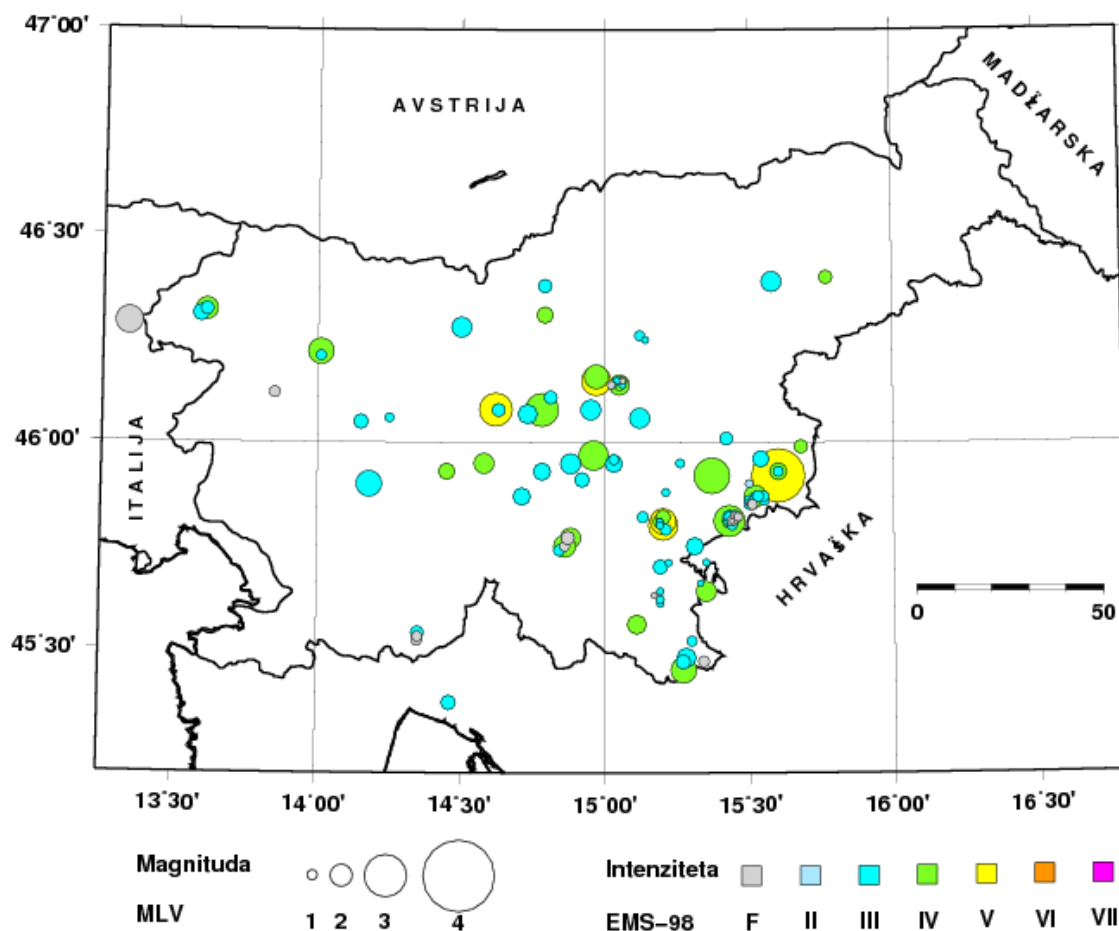 47°00'
AVSTRIJA
MADŽARSKA
46°30'
46°00'
ITALIJA
HRVAŠKA
0 50
45°30'
13°30' 14°00' 14°30' 15°00' 15°30' 16°00' 16°30'
Magnituda
MLV 1 2 3 4
Intenziteta
EMS-98 F II III IV V VI VII